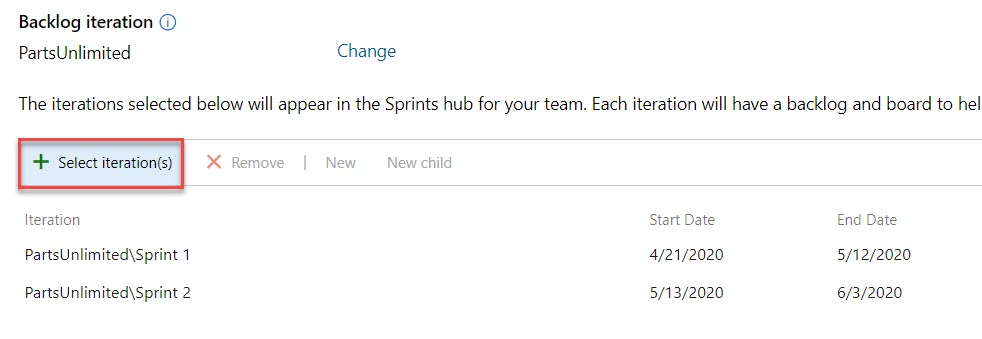 Backlog iteration
PartsUnlimited Change
The iterations selected below will appear in the Sprints hub for your team. Each iteration will have a backlog and board to hel
+ Select iteration(s) Remove | New New child
Iteration Start Date End Date
PartsUnlimited\Sprint 1 4/21/2020 5/12/2020
PartsUnlimited\Sprint 2 5/13/2020 6/3/2020